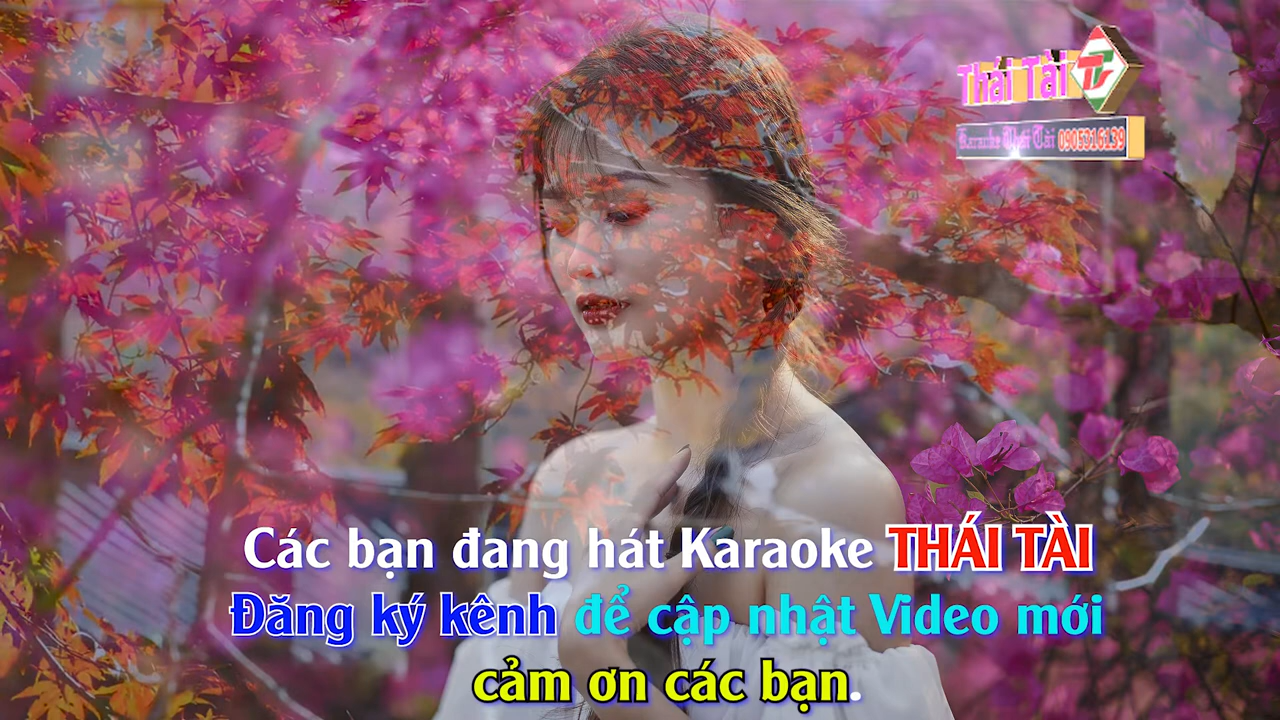 Thái Tài
Karaoke Thái Tài 0905316139
Các bạn đang hát Karaoke THÁI TÀI
Đăng ký kênh để cập nhật Video mới
cảm ơn các bạn.